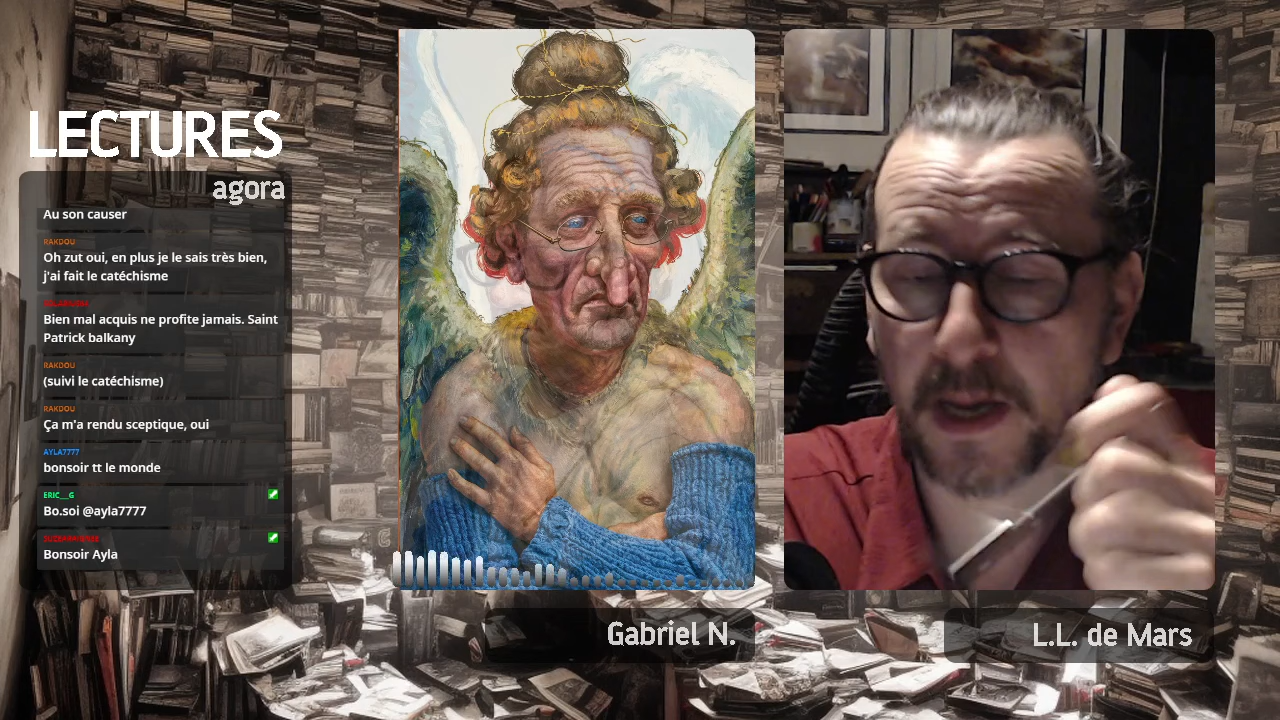 LECTURES
agora
Au son causer
RAKDOU
Oh zut oui, en plus je le sais très bien,
j'ai fait le catéchisme
Bien mal acquis ne profite jamais. Saint
Patrick balkany
RAKDOU
(suivi le catéchisme)
RAKDOU
Ça m'a rendu sceptique, oui
AYLA7777
bonsoir tt le monde
ERIC__G
Bo.soi @ayla7777
Bonsoir Ayla
Gabriel N.
L.L. de Mars